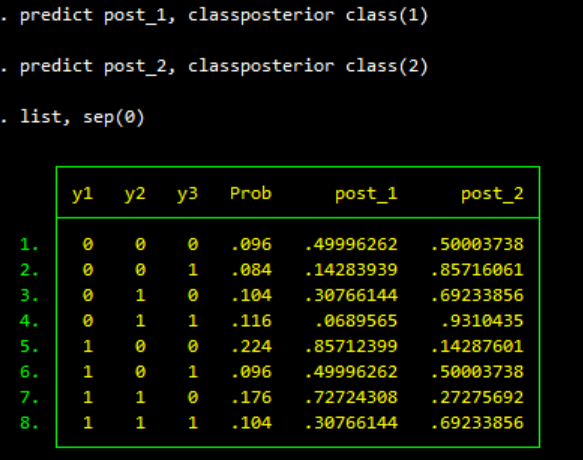 . predict post_1, classposterior class(1)
. predict post_2, classposterior class(2)
. list, sep(0)
y1 y2 y3 Prob post_1 post_2
1. 0 0 0 .096 .49996262 .50003738
2. 0 0 1 .084 .14283939 .85716061
3. 0 1 0 .104 .30766144 .69233856
4. 0 1 1 .116 .0689565 .9310435
5. 1 0 0 .224 .85712399 .14287601
6. 1 0 1 .096 .49996262 .50003738
7. 1 1 0 .176 .72724308 .27275692
8. 1 1 1 .104 .30766144 .69233856